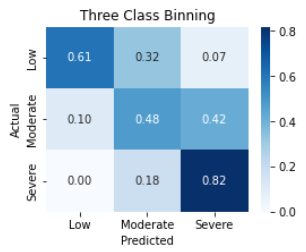 Three Class Binning
Low 0.61 0.32 0.07
Moderate 0.10 0.48 0.42
Severe 0.00 0.18 0.82
Actual
Low Moderate Severe
Predicted
0.8
0.6
0.4
0.2
0.0